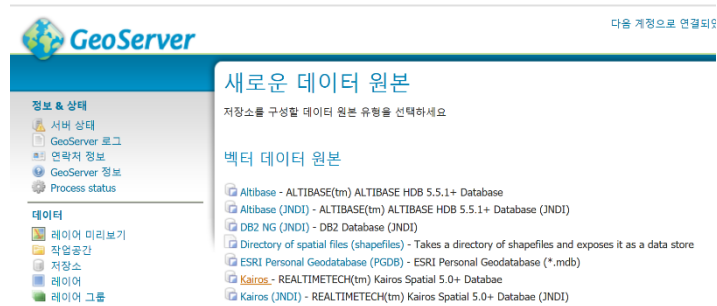 GeoServer
다음 계정으로 연결되었
새로운 데이터 원본
저장소를 구성할 데이터 원본 유형을 선택하세요
정보 & 상태
서버 상태
GeoServer 로그
연락처 정보
GeoServer 정보
Process status
데이터
레이어 미리보기
작업공간
저장소
레이어
레이어 그룹
벡터 데이터 원본
Altibase - ALTIBASE(tm) ALTIBASE HDB 5.5.1+ Database
Altibase (JNDI) - ALTIBASE(tm) ALTIBASE HDB 5.5.1+ Database (JNDI)
DB2 NG (JNDI) - DB2 Database (JNDI)
Directory of spatial files (shapefiles) - Takes a directory of shapefiles and exposes it as a data store
ESRI Personal Geodatabase (PGDB) - ESRI Personal Geodatabase (*.mdb)
Kairos - REALTIMETECH(tm) Kairos Spatial 5.0+ Databae
Kairos (JNDI) - REALTIMETECH(tm) Kairos Spatial 5.0+ Databae (JNDI)